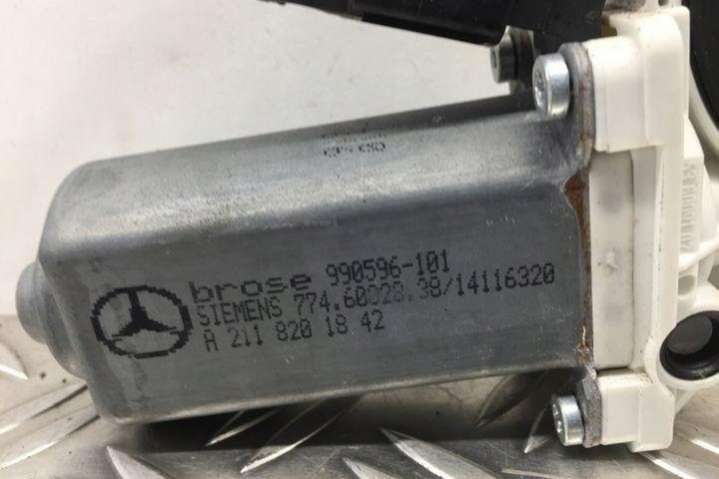 brose 990596-101
SIEMENS 774.60028.38/14116320
A 211 820 18 42